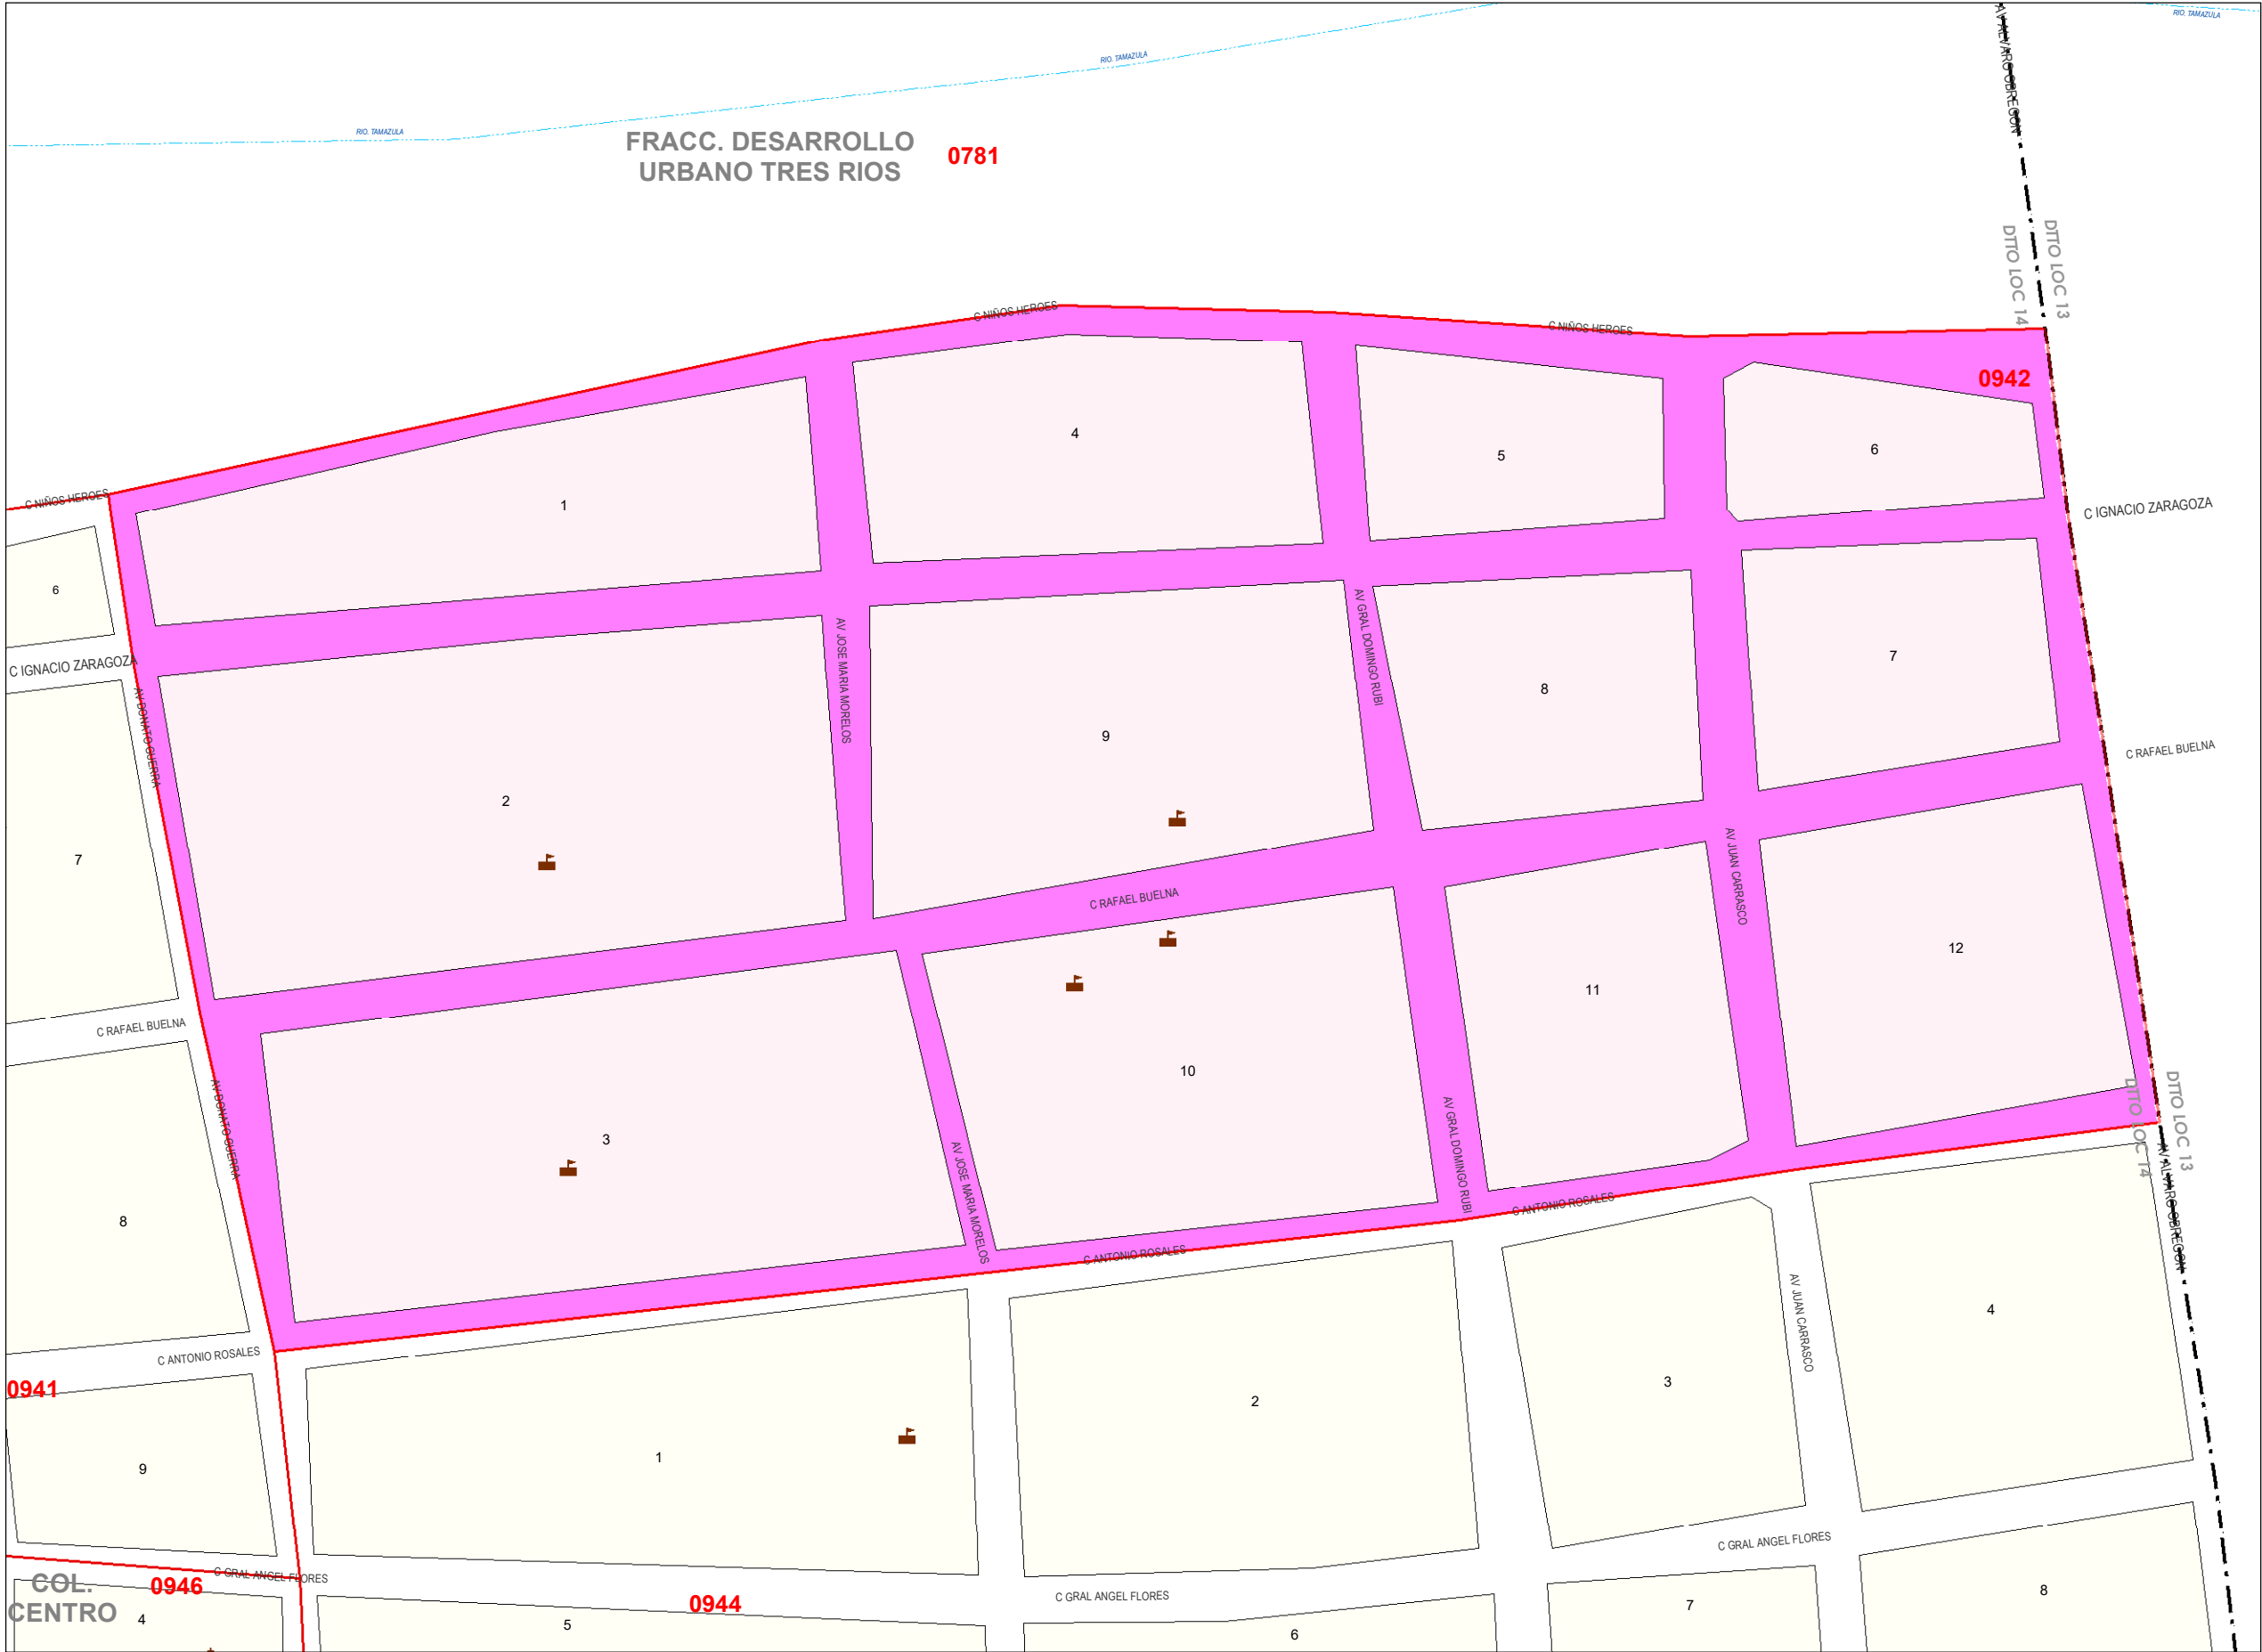 RIO. TAMAZULA
RIO. TAMAZULA
RIO. TAMAZULA
AV ALVARO OBREGON
FRACC. DESARROLLO
URBANO TRES RIOS
0781
DTTO LOC 14
DTTO LOC 13
C NIÑOS HEROES
C NIÑOS HEROES
0942
4
5
6
1
C NIÑOS HEROES
C IGNACIO ZARAGOZA
6
C IGNACIO ZARAGOZA
AV DONATO GUERRA
AV JOSE MARIA MORELOS
AV GRAL DOMINGO RUBI
7
8
9
C RAFAEL BUELNA
2
7
C RAFAEL BUELNA
AV JUAN CARRASCO
12
11
C RAFAEL BUELNA
10
AV DONATO GUERRA
3
8
AV JOSE MARIA MORELOS
AV GRAL DOMINGO RUBI
DTTO LOC 14
DTTO LOC 13
AV ALVARO OBREGON
C ANTONIO ROSALES
C ANTONIO ROSALES
C ANTONIO ROSALES
AV JUAN CARRASCO
4
0941
3
2
1
9
C GRAL ANGEL FLORES
C GRAL ANGEL FLORES
C GRAL ANGEL FLORES
COL.
CENTRO
0946
0944
4
5
6
7
8